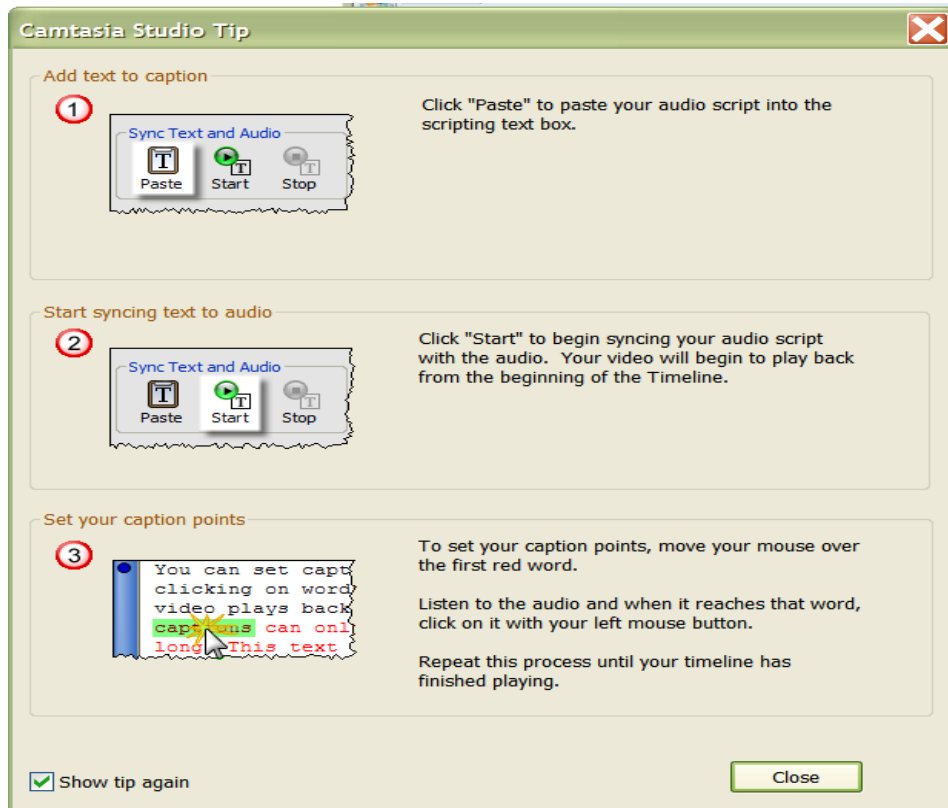 Camtasia Studio Tip
Add text to caption
1
Sync Text and Audio
T
T
T
Paste
Start
Stop
Click "Paste" to paste your audio script into the
scripting text box.
Start syncing text to audio
2
Sync Text and Audio
T
T
T
Paste
Start
Stop
Click "Start" to begin syncing your audio script
with the audio. Your video will begin to play back
from the beginning of the Timeline.
Set your caption points
3
You can set capt
clicking on word
video plays back
can onl
long. This text
To set your caption points, move your mouse over
the first red word.
Listen to the audio and when it reaches that word,
click on it with your left mouse button.
Repeat this process until your timeline has
finished playing.
Show tip again
Close